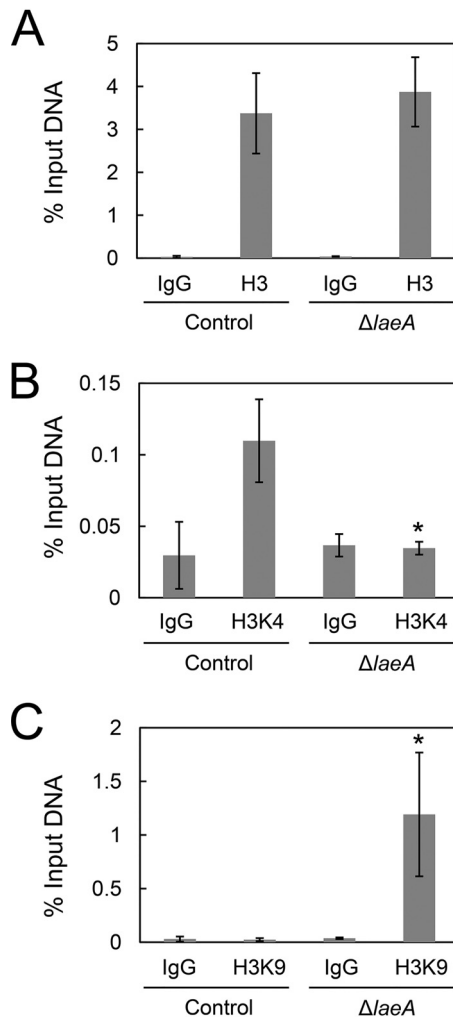 A
% Input DNA
5
4
3
2
1
0
IgG H3 IgG H3
Control ΔlaeA
B
% Input DNA
0.15
0.1
0.05
0
*
IgG H3K4 IgG H3K4
Control ΔlaeA
C
% Input DNA
2
1.5
1
0.5
0
*
IgG H3K9 IgG H3K9
Control ΔlaeA